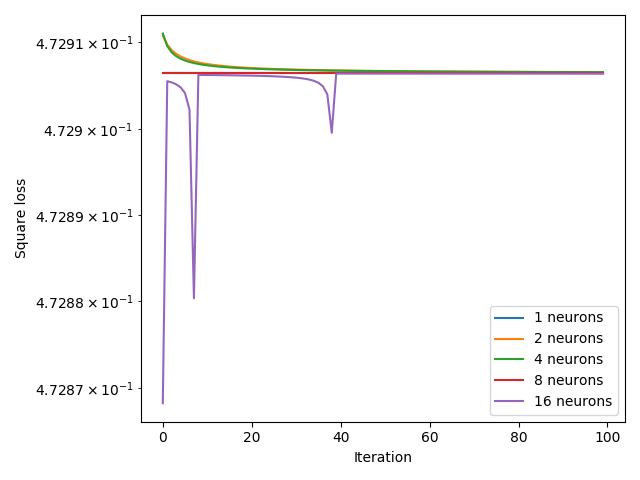 4.7291 × 10⁻¹
4.729 × 10⁻¹
4.7289 × 10⁻¹
4.7288 × 10⁻¹
4.7287 × 10⁻¹
Square loss
1 neurons
2 neurons
4 neurons
8 neurons
16 neurons
0 20 40 60 80 100
Iteration